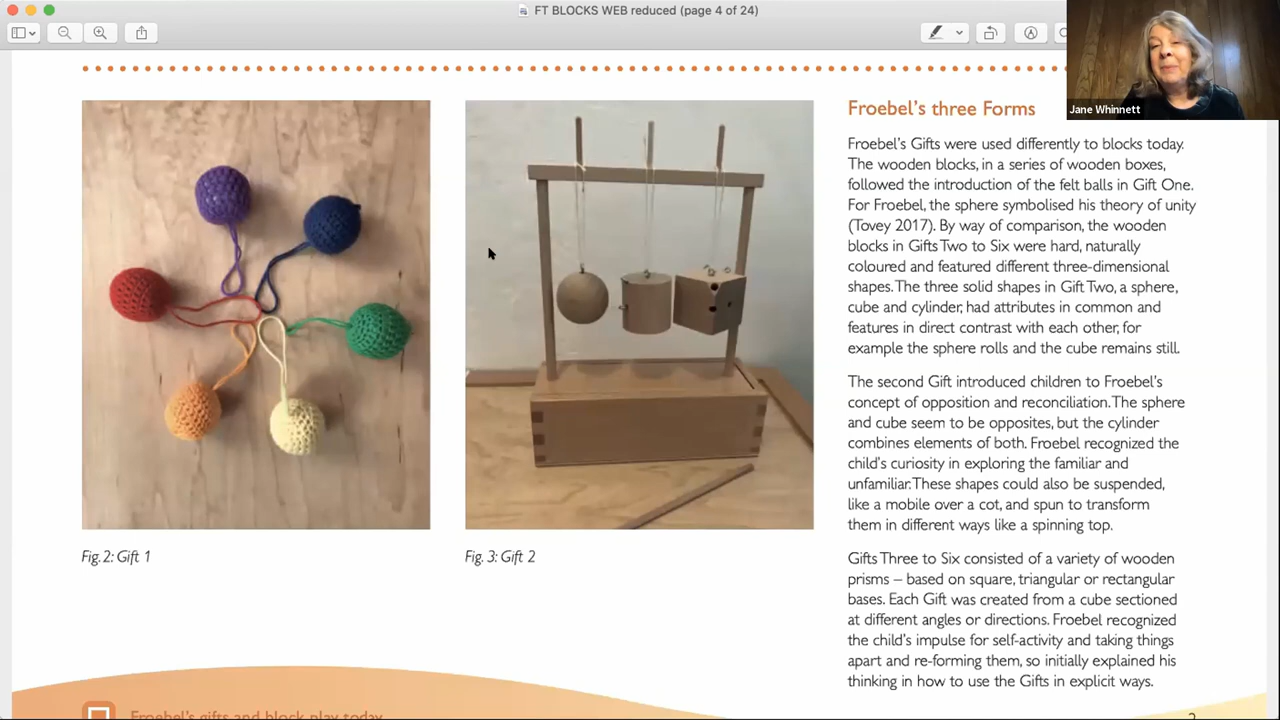 FT BLOCKS WEB reduced (page 4 of 24)
Jane Whinnett
Fig. 2: Gift 1
Fig. 3: Gift 2
Froebel's three Forms
Froebel's Gifts were used differently to blocks today.
The wooden blocks, in a series of wooden boxes,
followed the introduction of the felt balls in Gift One.
For Froebel, the sphere symbolised his theory of unity
(Tovey 2017). By way of comparison, the wooden
blocks in Gifts Two to Six were hard, naturally
coloured and featured different three-dimensional
shapes. The three solid shapes in Gift Two, a sphere,
cube and cylinder, had attributes in common and
features in direct contrast with each other, for
example the sphere rolls and the cube remains still.
The second Gift introduced children to Froebel's
concept of opposition and reconciliation. The sphere
and cube seem to be opposites, but the cylinder
combines elements of both. Froebel recognized the
child's curiosity in exploring the familiar and
unfamiliar. These shapes could also be suspended,
like a mobile over a cot, and spun to transform
them in different ways like a spinning top.
Gifts Three to Six consisted of a variety of wooden
prisms – based on square, triangular or rectangular
bases. Each Gift was created from a cube sectioned
at different angles or directions. Froebel recognized
the child's impulse for self-activity and taking things
apart and re-forming them, so initially explained his
thinking in how to use the Gifts in explicit ways.
Froebel's gifts and block play today